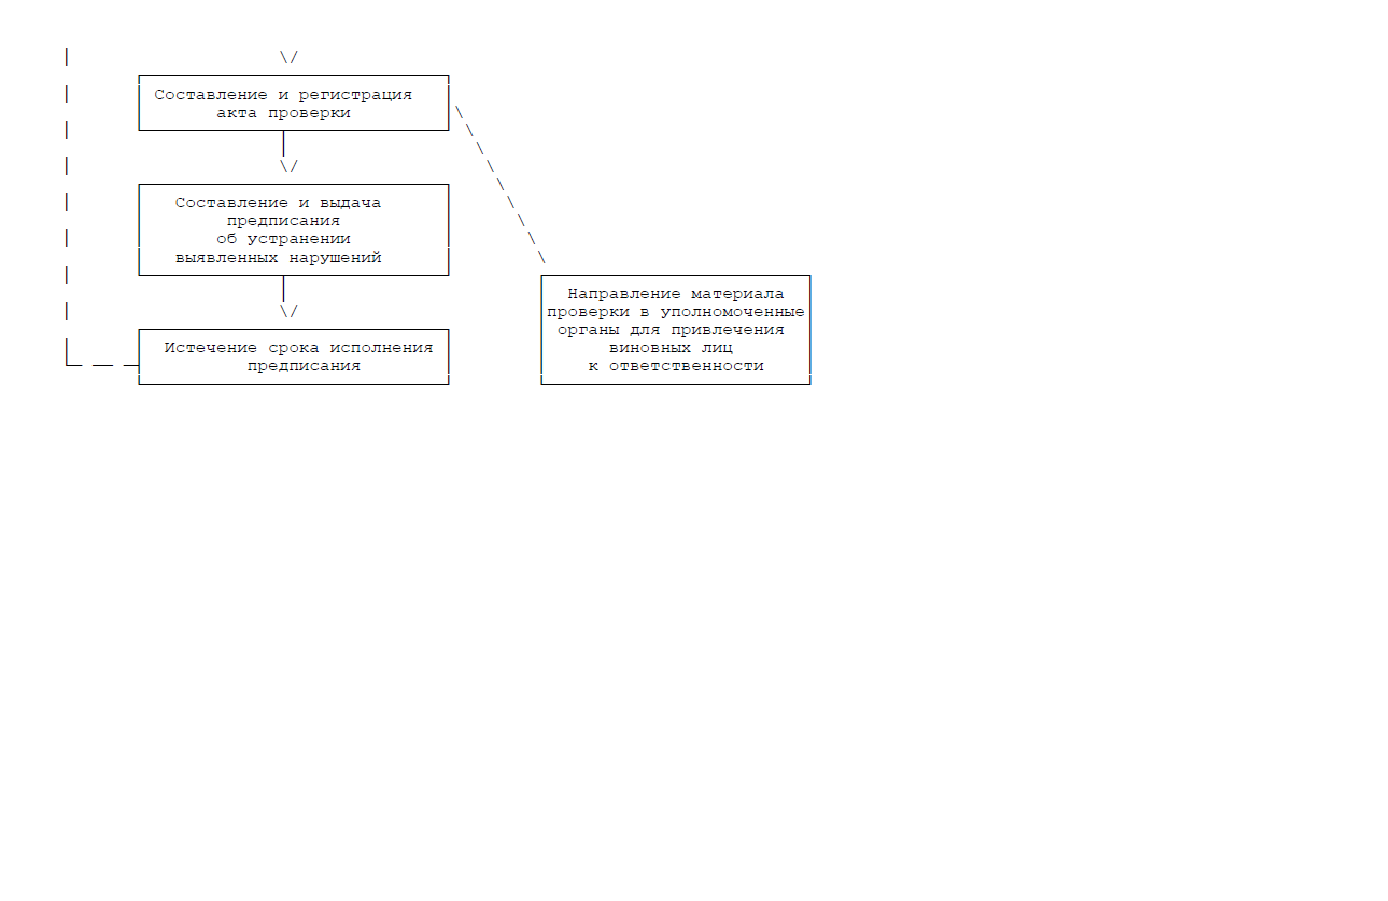 Составление и регистрация
акта проверки
Составление и выдача
предписания
об устранении
выявленных нарушений
Направление материала
проверки в уполномоченные
органы для привлечения
виновных лиц
к ответственности
Истечение срока исполнения
предписания